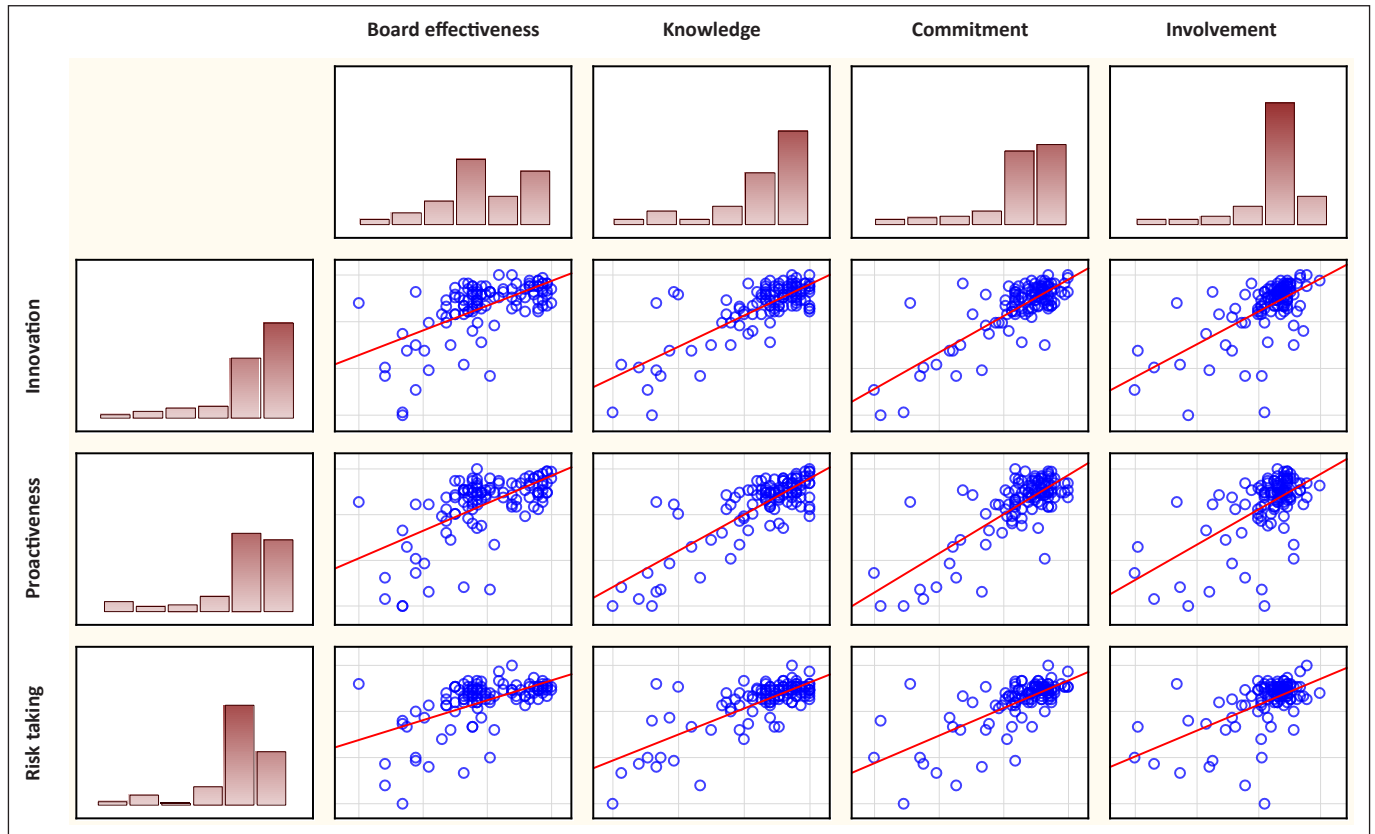 Board effectiveness
Knowledge
Commitment
Involvement
Innovation
Proactiveness
Risk taking